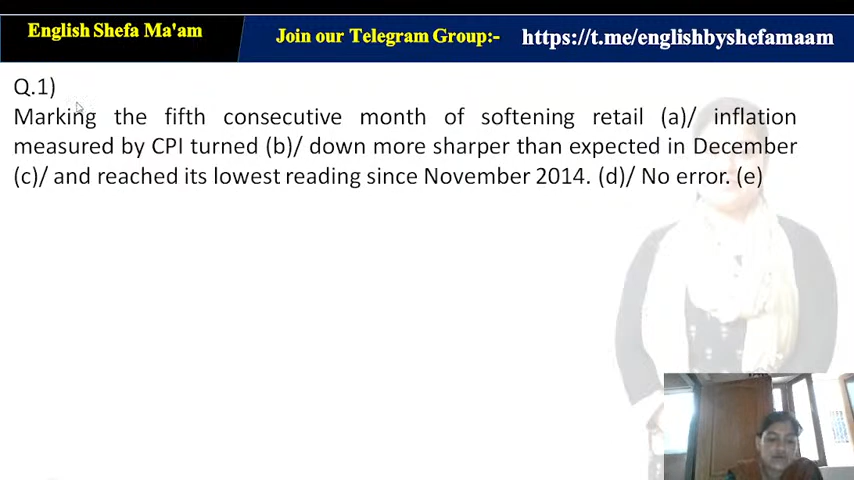 English Shefa Ma'am
Join our Telegram Group:- https://t.me/englishbyshefamaam
Q.1)
Marking the fifth consecutive month of softening retail (a)/ inflation
measured by CPI turned (b)/ down more sharper than expected in December
(c)/ and reached its lowest reading since November 2014. (d)/ No error. (e)